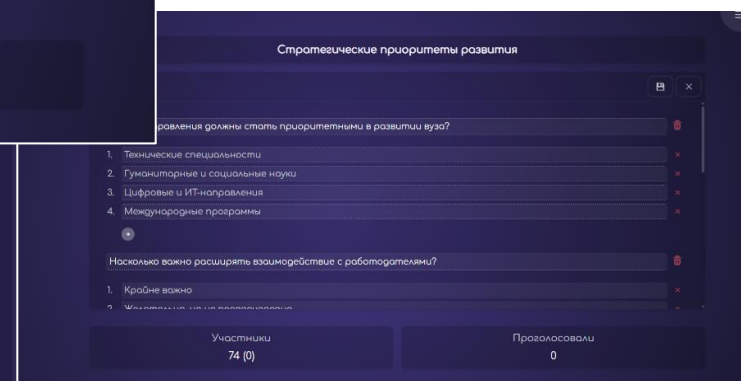 Стратегические приоритеты развития
должны стать приоритетными в развитии вуза?
1. Технические специальности
2. Гуманитарные и социальные науки
3. Цифровые и ИТ-направления
4. Международные программы
Насколько важно расширять взаимодействие с работодателями?
1. Крайне важно
2.
Участники
74 (0)
Проголосовали
0